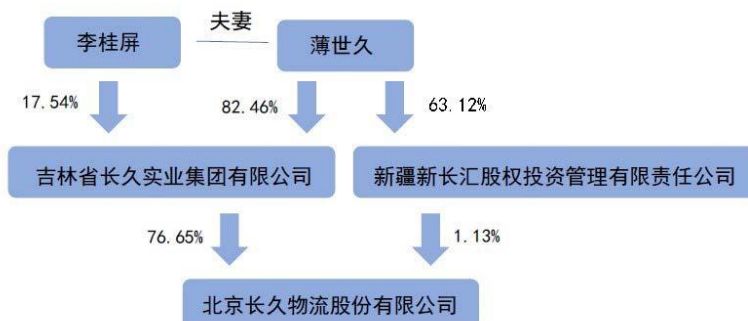 夫妻
李桂屏
薄世久
17.54%
82.46%
63.12%
吉林省长久实业集团有限公司
新疆新长汇股权投资管理有限责任公司
76.65%
1.13%
北京长久物流股份有限公司